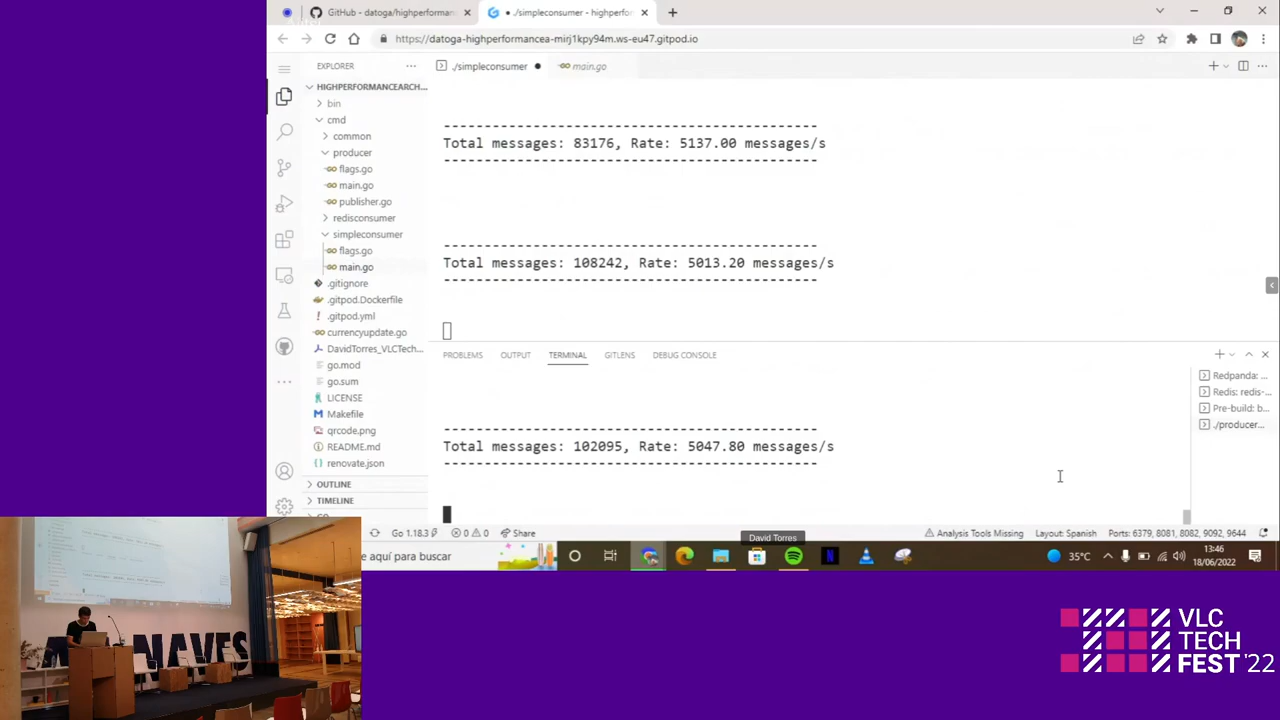 GitHub - datoga/highperforman
./simpleconsumer - highperfor
https://datoga-highperformancea-mirj1kpy94m.ws-eu47.gitpod.io
EXPLORER
./simpleconsumer
main.go
HIGHPERFORMANCEARCH...
bin
cmd
common
producer
flags.go
main.go
publisher.go
redisconsumer
simpleconsumer
flags.go
main.go
.gitignore
.gitpod.Dockerfile
.gitpod.yml
currencyupdate.go
DavidTorres_VLCTech...
go.mod
go.sum
LICENSE
Makefile
qrcode.png
README.md
renovate.json
OUTLINE
TIMELINE
----------------------------------------------
Total messages: 83176, Rate: 5137.00 messages/s
----------------------------------------------
----------------------------------------------
Total messages: 108242, Rate: 5013.20 messages/s
----------------------------------------------
PROBLEMS
OUTPUT
TERMINAL
GITLENS
DEBUG CONSOLE
----------------------------------------------
Total messages: 102095, Rate: 5047.80 messages/s
----------------------------------------------
Redpanda: ...
Redis: redis-...
Pre-build: b...
./producer...
Go 1.18.3
0
0
Share
David Torres
Analysis Tools Missing
Layout: Spanish
Ports: 6379, 8081, 8082, 9092, 9644
e aquí para buscar
35°C
13:46
18/06/2022
NAVES
VLC
TECH
FEST '22